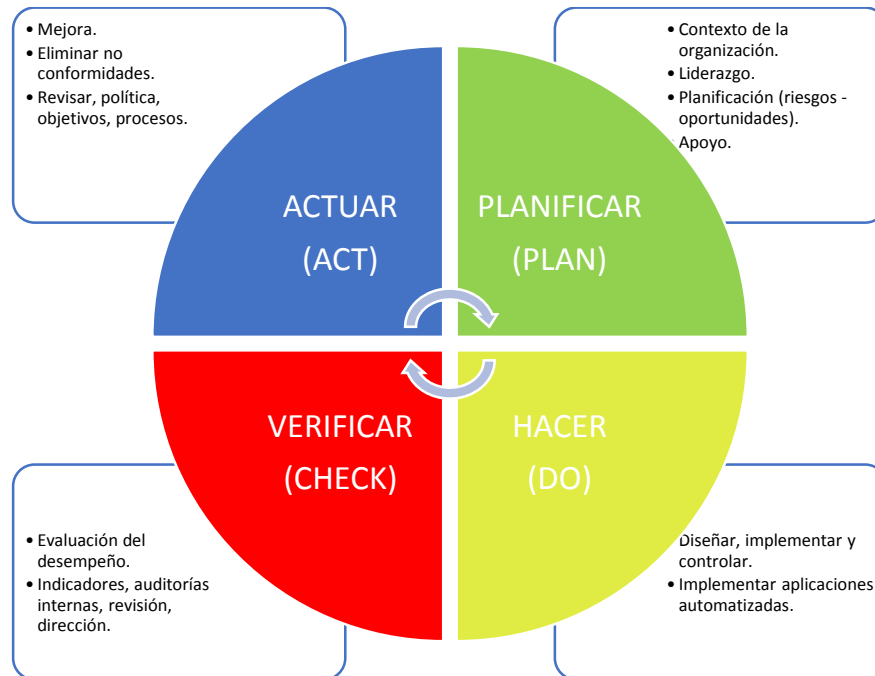 • Mejora.
• Eliminar no
conformidades.
• Revisar, política,
objetivos, procesos.
• Contexto de la
organización.
• Liderazgo.
• Planificación (riesgos -
oportunidades).
• Apoyo.
ACTUAR
(ACT)
PLANIFICAR
(PLAN)
VERIFICAR
(CHECK)
HACER
(DO)
• Evaluación del
desempeño.
• Indicadores, auditorías
internas, revisión,
dirección.
Diseñar, implementar y
controlar.
• Implementar aplicaciones
automatizadas.